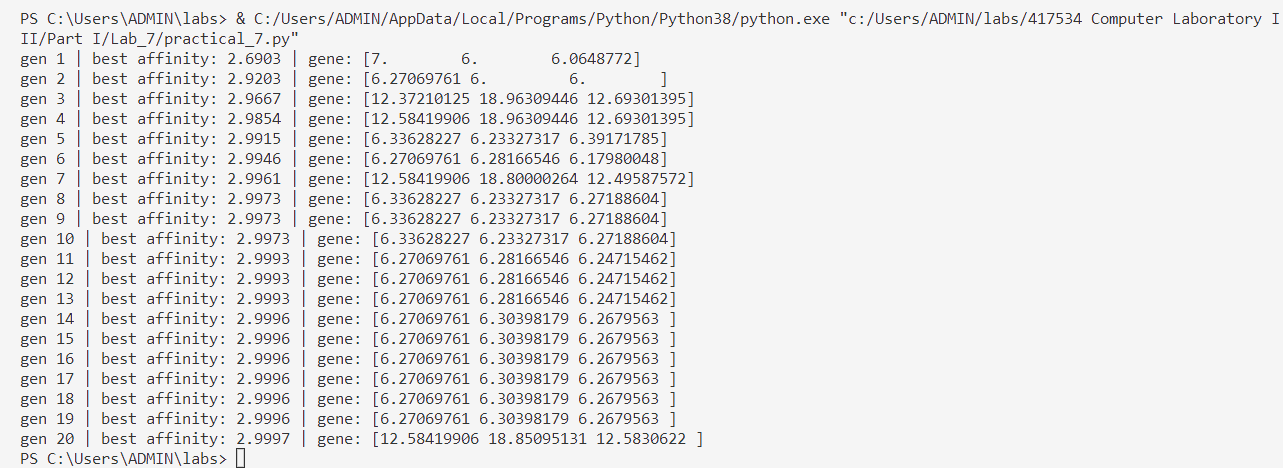 PS C:\Users\ADMIN\labs> & C:/Users/ADMIN/AppData/Local/Programs/Python/Python38/python.exe "c:/Users/ADMIN/labs/417534 Computer Laboratory I
II/Part I/Lab_7/practical_7.py"
gen 1 | best affinity: 2.6903 | gene: [7.        6.        6.0648772]
gen 2 | best affinity: 2.9203 | gene: [6.27069761 6.         6.        ]
gen 3 | best affinity: 2.9667 | gene: [12.37210125 18.96309446 12.69301395]
gen 4 | best affinity: 2.9854 | gene: [12.58419906 18.96309446 12.69301395]
gen 5 | best affinity: 2.9915 | gene: [6.33628227 6.23327317 6.39171785]
gen 6 | best affinity: 2.9946 | gene: [6.27069761 6.28166546 6.17980048]
gen 7 | best affinity: 2.9961 | gene: [12.58419906 18.80000264 12.49587572]
gen 8 | best affinity: 2.9973 | gene: [6.33628227 6.23327317 6.27188604]
gen 9 | best affinity: 2.9973 | gene: [6.33628227 6.23327317 6.27188604]
gen 10 | best affinity: 2.9973 | gene: [6.33628227 6.23327317 6.27188604]
gen 11 | best affinity: 2.9993 | gene: [6.27069761 6.28166546 6.24715462]
gen 12 | best affinity: 2.9993 | gene: [6.27069761 6.28166546 6.24715462]
gen 13 | best affinity: 2.9993 | gene: [6.27069761 6.28166546 6.24715462]
gen 14 | best affinity: 2.9996 | gene: [6.27069761 6.30398179 6.2679563 ]
gen 15 | best affinity: 2.9996 | gene: [6.27069761 6.30398179 6.2679563 ]
gen 16 | best affinity: 2.9996 | gene: [6.27069761 6.30398179 6.2679563 ]
gen 17 | best affinity: 2.9996 | gene: [6.27069761 6.30398179 6.2679563 ]
gen 18 | best affinity: 2.9996 | gene: [6.27069761 6.30398179 6.2679563 ]
gen 19 | best affinity: 2.9996 | gene: [6.27069761 6.30398179 6.2679563 ]
gen 20 | best affinity: 2.9997 | gene: [12.58419906 18.85095131 12.5830622 ]
PS C:\Users\ADMIN\labs>